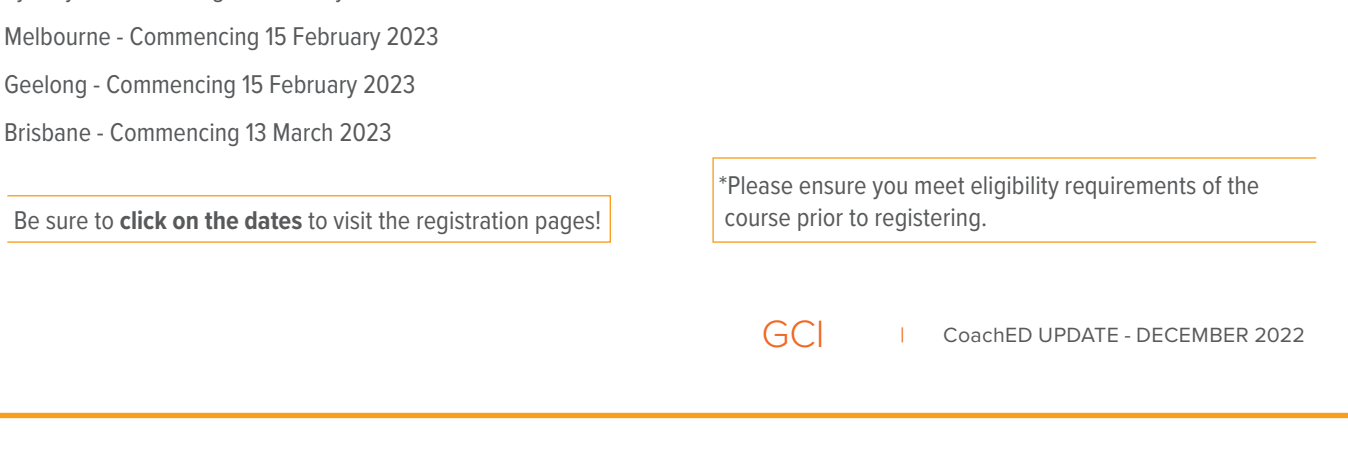 Melbourne - Commencing 15 February 2023
Geelong - Commencing 15 February 2023
Brisbane - Commencing 13 March 2023
Be sure to click on the dates to visit the registration pages!
*Please ensure you meet eligibility requirements of the
course prior to registering.
GCI | CoachED UPDATE - DECEMBER 2022